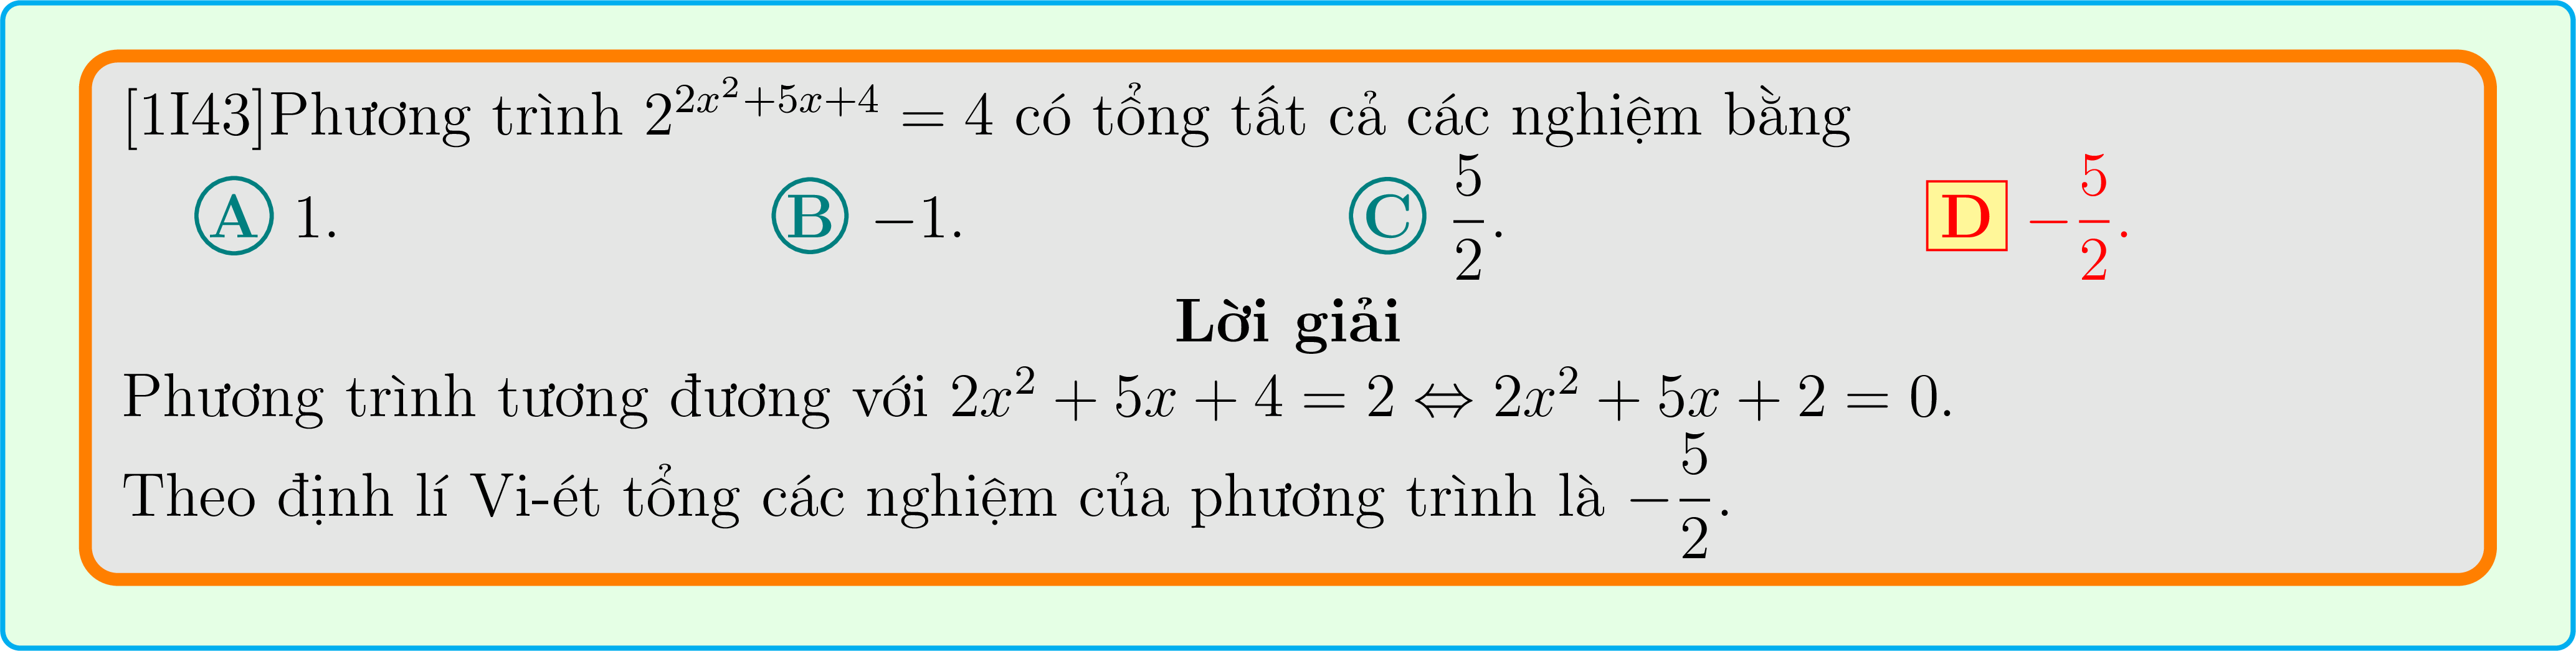 [1I43]Phương trình $2^{2x^2+5x+4} = 4$ có tổng tất cả các nghiệm bằng
A 1. B −1. C $\frac{5}{2}$. D $-\frac{5}{2}$.
Lời giải
Phương trình tương đương với $2x^2 + 5x + 4 = 2 \Leftrightarrow 2x^2 + 5x + 2 = 0$.
Theo định lí Vi-ét tổng các nghiệm của phương trình là $-\frac{5}{2}$.